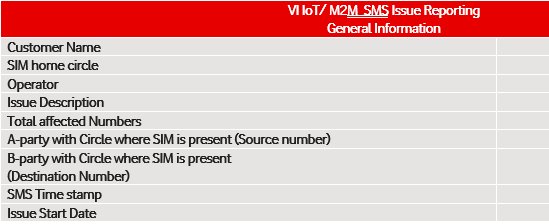 VI IoT/ M2M SMS Issue Reporting
General Information
Customer Name
SIM home circle
Operator
Issue Description
Total affected Numbers
A-party with Circle where SIM is present (Source number)
B-party with Circle where SIM is present
(Destination Number)
SMS Time stamp
Issue Start Date